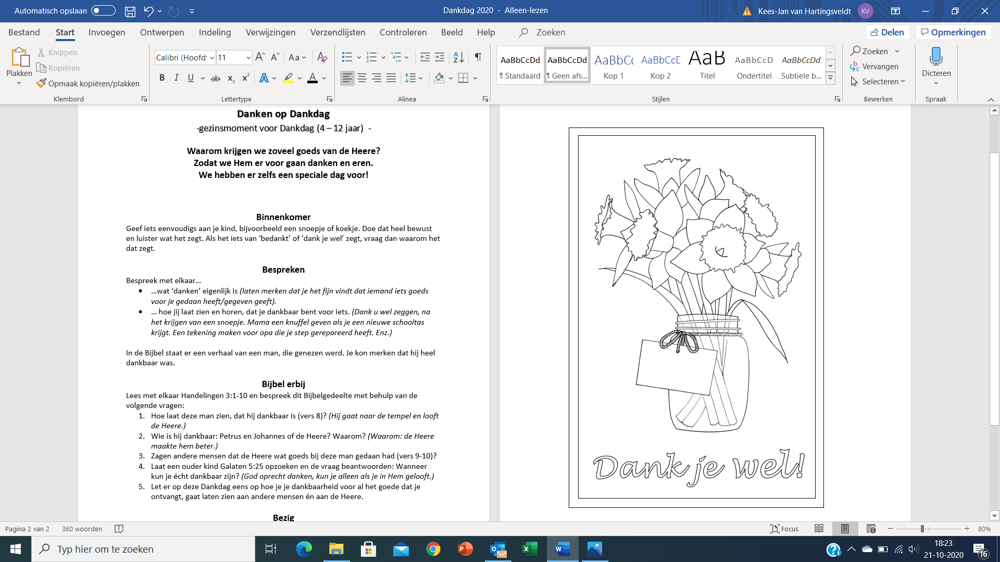 Automatisch opslaan
Dankdag 2020 - Alleen-lezen
Kees-Jan van Hartingsveldt
KV
Bestand Start Invoegen Ontwerpen Indeling Verwijzingen Verzendlijsten Controleren Beeld Help Zoeken
Delen
Opmerkingen
Plakken
Knippen
Kopiëren
Opmaak kopiëren/plakken
Klembord
Calibri (Hoofdt
11
Lettertype
Alinea
AaBbCcDd AaBbCcDd AaBbCc AaBbCcE AaB AaBbCcD AaBbCcDd
¶ Standaard ¶ Geen afs... Kop 1 Kop 2 Titel Ondertitel Subtiele b...
Stijlen
Zoeken
Vervangen
Selecteren
Bewerken
Dicteren
Spraak
Danken op Dankdag
-gezinsmoment voor Dankdag (4 – 12 jaar) -
Waarom krijgen we zoveel goeds van de Heere?
Zodat we Hem er voor gaan danken en eren.
We hebben er zelfs een speciale dag voor!
Binnenkomer
Geef iets eenvoudigs aan je kind, bijvoorbeeld een snoepje of koekje. Doe dat heel bewust
en luister wat het zegt. Als het iets van ‘bedankt’ of ‘dank je wel’ zegt, vraag dan waarom het
dat zegt.
Bespreken
Bespreek met elkaar…
• …wat ‘danken’ eigenlijk is (laten merken dat je het fijn vindt dat iemand iets goeds
voor je gedaan heeft/gegeven geeft).
• … hoe jij laat zien en horen, dat je dankbaar bent voor iets. (Dank u wel zeggen, na
het krijgen van een snoepje. Mama een knuffel geven als je een nieuwe schooltas
krijgt. Een tekening maken voor opa die je step gerepareerd heeft. Enz.)
In de Bijbel staat er een verhaal van een man, die genezen werd. Je kon merken dat hij heel
dankbaar was.
Bijbel erbij
Lees met elkaar Handelingen 3:1-10 en bespreek dit Bijbelgedeelte met behulp van de
volgende vragen:
1. Hoe laat deze man zien, dat hij dankbaar is (vers 8)? (Hij gaat naar de tempel en looft
de Heere.)
2. Wie is hij dankbaar: Petrus en Johannes of de Heere? Waarom? (Waarom: de Heere
maakte hem beter.)
3. Zagen andere mensen dat de Heere wat goeds bij deze man gedaan had (vers 9-10)?
4. Laat een ouder kind Galaten 5:25 opzoeken en de vraag beantwoorden: Wanneer
kun je écht dankbaar zijn? (God oprecht danken, kun je alleen als je in Hem gelooft.)
5. Let er op deze Dankdag eens op hoe je je dankbaarheid voor al het goede dat je
ontvangt, gaat laten zien aan andere mensen én aan de Heere.
Bezig
Dank je wel!
Pagina 2 van 2
360 woorden
Focus
80%
Typ hier om te zoeken
18:23
21-10-2020
16